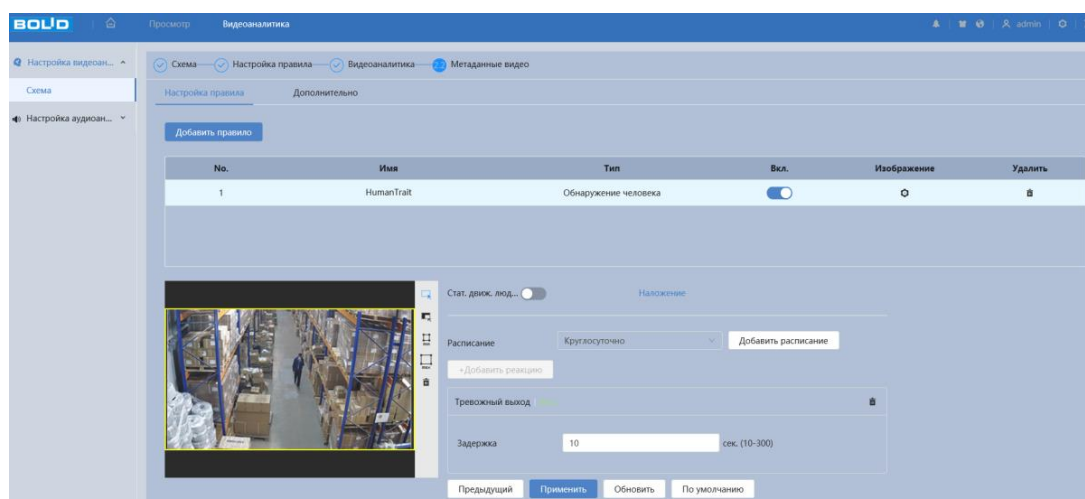 BOLID
Просмотр Видеоаналитика admin
Настройка видеоан... Схема Настройка правила Видеоаналитика Метаданные видео
Схема Настройка правила Дополнительно
Настройка аудиоан...
Добавить правило
No. Имя Тип Вкл. Изображение Удалить
1 HumanTrait Обнаружение человека
Стат. движ. люд... Наложение
Расписание Круглосуточно Добавить расписание
+Добавить реакцию
Тревожный выход
Задержка 10 сек. (10-300)
Предыдущий Применить Обновить По умолчанию